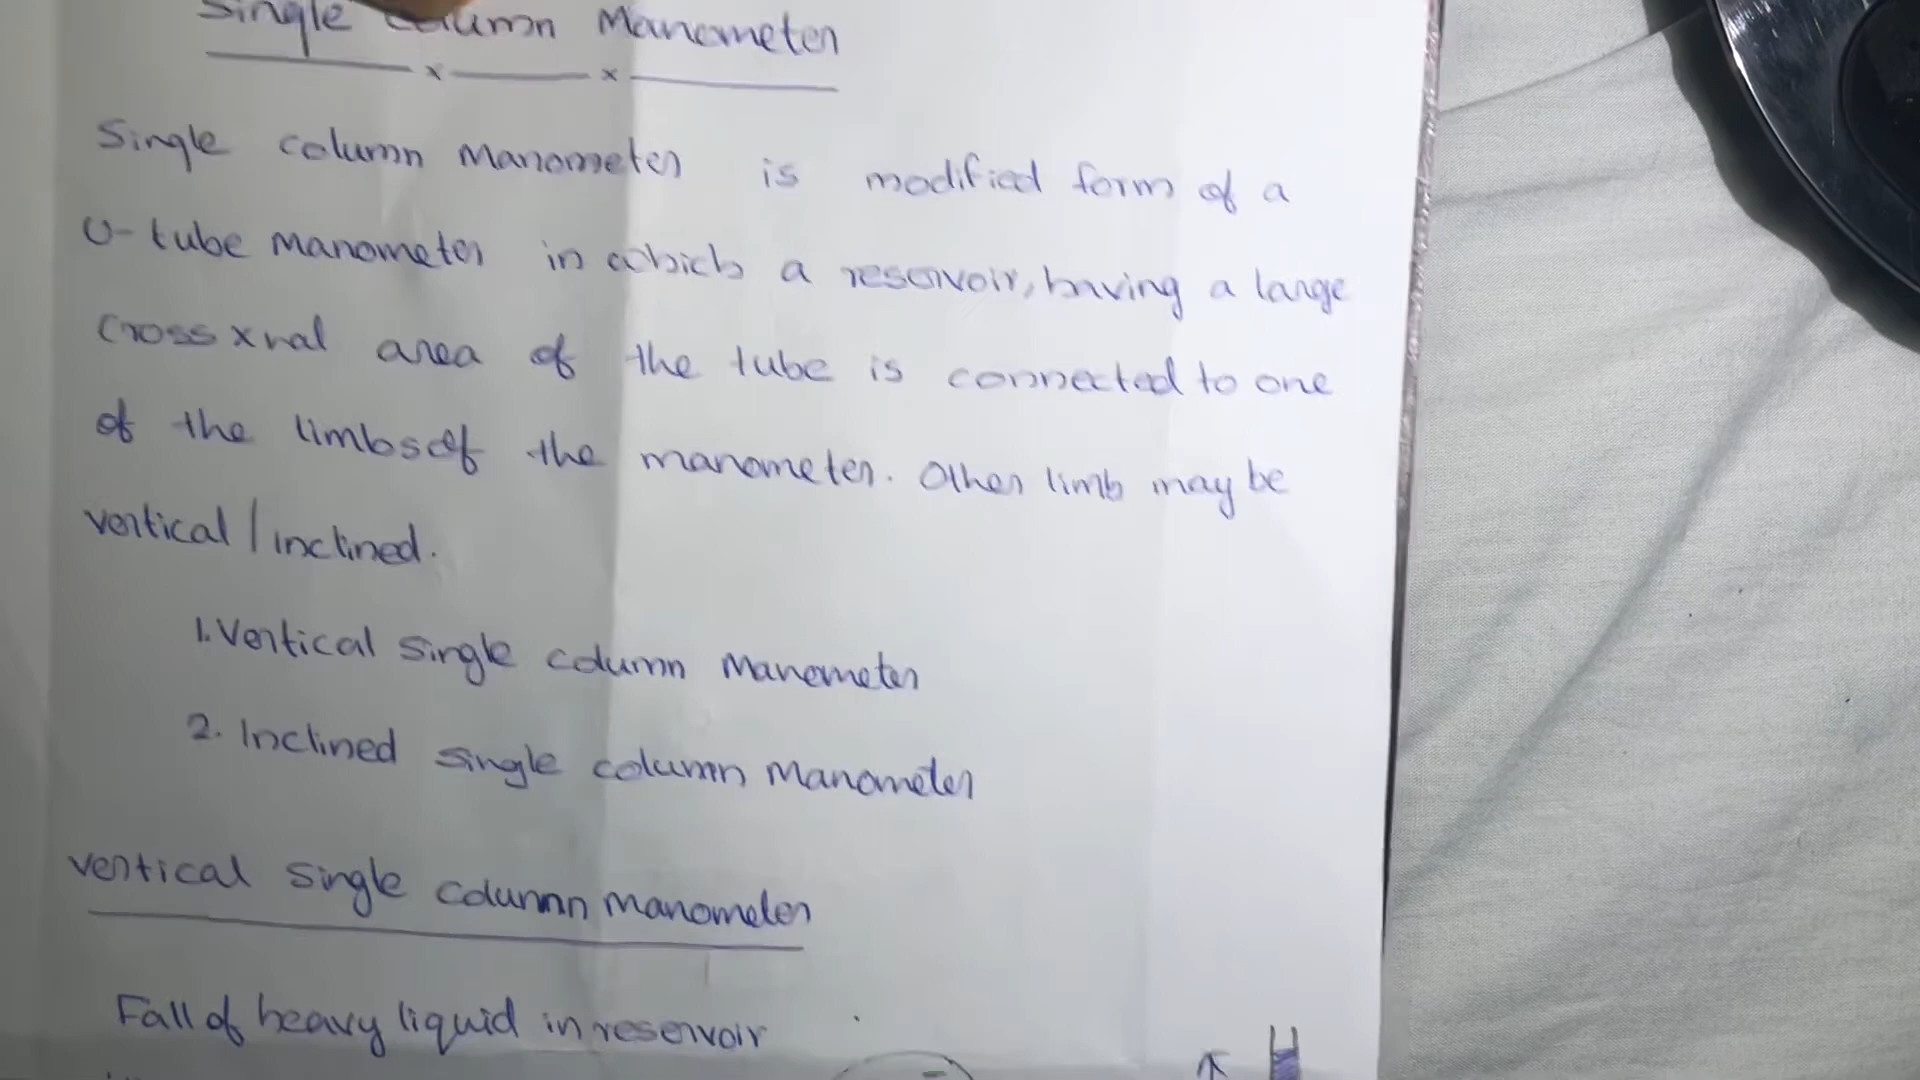 Single column Manometer
Single column Manometer is modified form of a
U-tube manometer in which a reservoir, having a large
cross xnal area of the tube is connected to one
of the limbs of the manometer. Other limb may be
vertical / inclined.
1. Vertical single column Manometer
2. Inclined single column Manometer
Vertical single column manometer
Fall of heavy liquid in reservoir